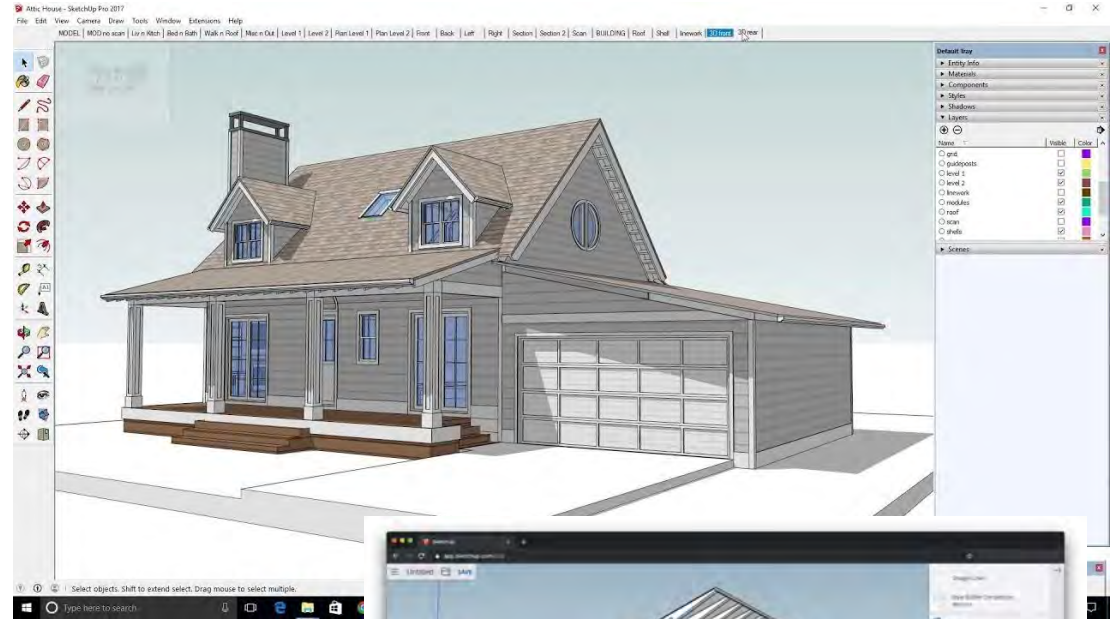 Attic House - SketchUp Pro 2017
File Edit View Camera Draw Tools Window Extensions Help
MODEL MOD no scan Liv n Kitch Bed n Bath Walk n Roof Misc n Out Level 1 Level 2 Plan Level 1 Plan Level 2 Front Back Left Right Section Section 2 Scan BUILDING Roof Shell linework 3D front 3D rear
Default Tray
Entity Info
Materials
Components
Styles
Shadows
Layers
Name Visible Color
grid
guideposts
level 1
level 2
linework
modules
roof
scan
shells
Scenes
Untitled SAVE
Select objects. Shift to extend select. Drag mouse to select multiple.
Type here to search